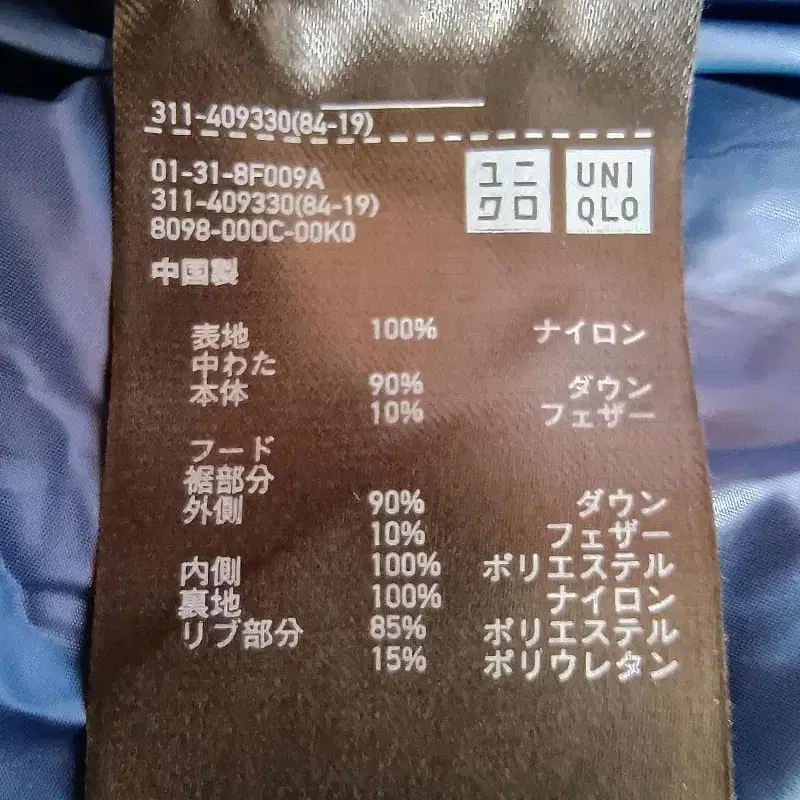 311-409330(84-19)
01-31-8F009A
311-409330(84-19)
8098-00OC-00K0
ユニ
クロ
UNI
QLO
中国製
表地 100% ナイロン
中わた
本体 90% ダウン
10% フェザー
フード
裾部分
外側 90% ダウン
10% フェザー
内側 100% ポリエステル
裏地 100% ナイロン
リブ部分 85% ポリエステル
15% ポリウレタン